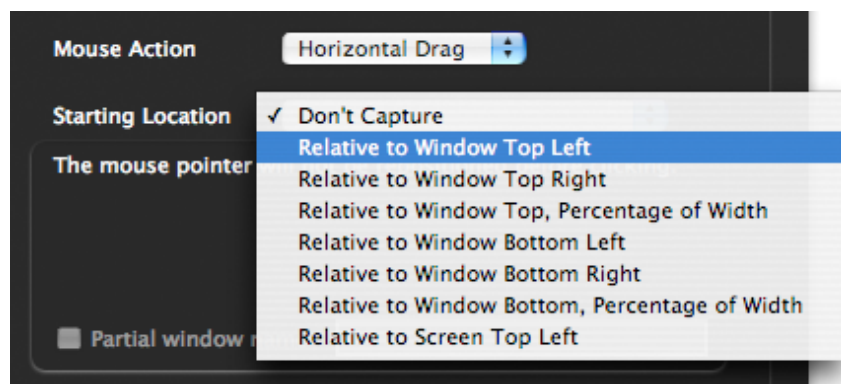 Mouse Action Horizontal Drag
Starting Location ✓ Don't Capture
Relative to Window Top Left
The mouse pointer
Relative to Window Top Right
Relative to Window Top, Percentage of Width
Relative to Window Bottom Left
Relative to Window Bottom Right
Relative to Window Bottom, Percentage of Width
Partial window
Relative to Screen Top Left